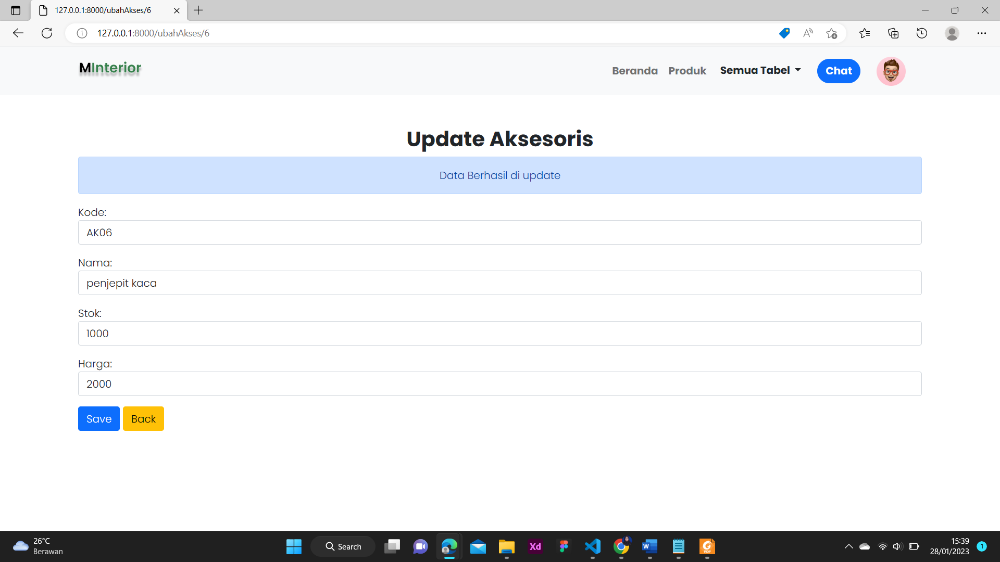 127.0.0.1:8000/ubahAkses/6
127.0.0.1:8000/ubahAkses/6
MInterior
Beranda Produk Semua Tabel Chat
Update Aksesoris
Data Berhasil di update
Kode:
AK06
Nama:
penjepit kaca
Stok:
1000
Harga:
2000
Save Back
26°C
Berawan
Search
Xd
W
PDF
15:39
28/01/2023
1